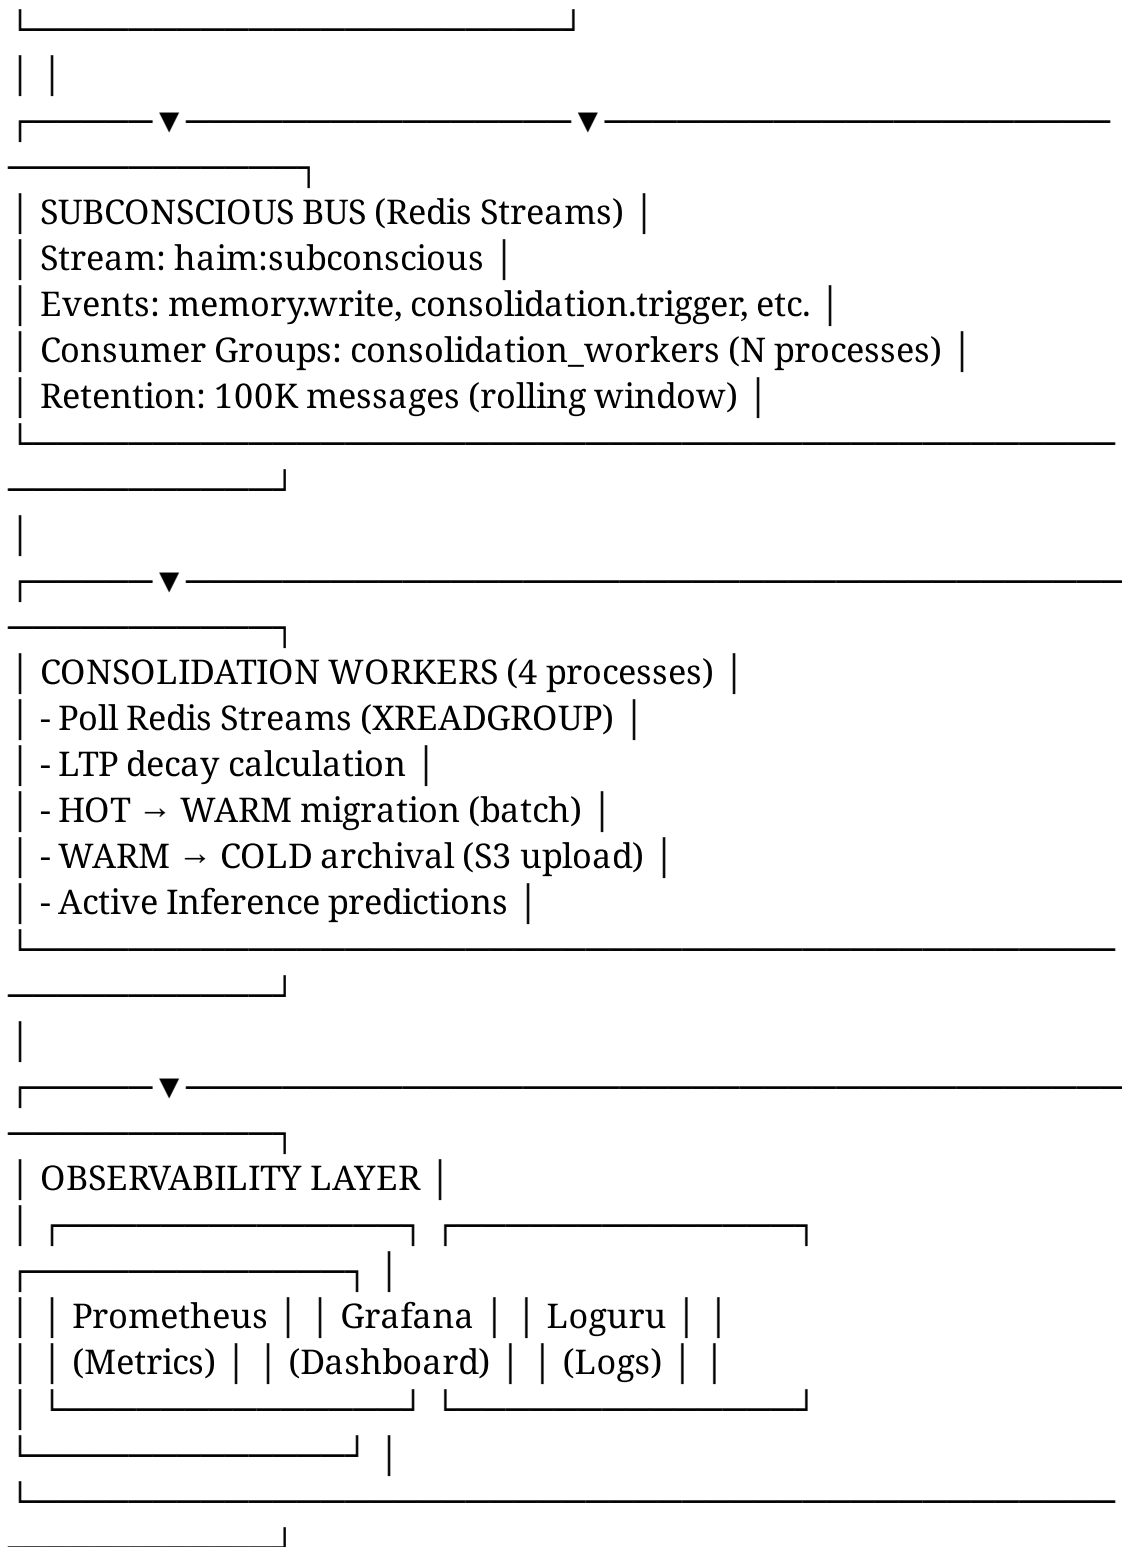 └───────────────────────┘
│ │
┌─────▼────────────────▼─────────────────────
────────────┐
│ SUBCONSCIOUS BUS (Redis Streams) │
│ Stream: haim:subconscious │
│ Events: memory.write, consolidation.trigger, etc. │
│ Consumer Groups: consolidation_workers (N processes) │
│ Retention: 100K messages (rolling window) │
└─────────────────────────────────────────────
───────────┘
│
┌─────▼───────────────────────────────────────
───────────┐
│ CONSOLIDATION WORKERS (4 processes) │
│ - Poll Redis Streams (XREADGROUP) │
│ - LTP decay calculation │
│ - HOT → WARM migration (batch) │
│ - WARM → COLD archival (S3 upload) │
│ - Active Inference predictions │
└─────────────────────────────────────────────
───────────┘
│
┌─────▼───────────────────────────────────────
───────────┐
│ OBSERVABILITY LAYER │
│ ┌──────────────┐ ┌──────────────┐
┌─────────────┐ │
│ │ Prometheus │ │ Grafana │ │ Loguru │ │
│ │ (Metrics) │ │ (Dashboard) │ │ (Logs) │ │
│ └──────────────┘ └──────────────┘
└─────────────┘ │
└─────────────────────────────────────────────
───────────┘